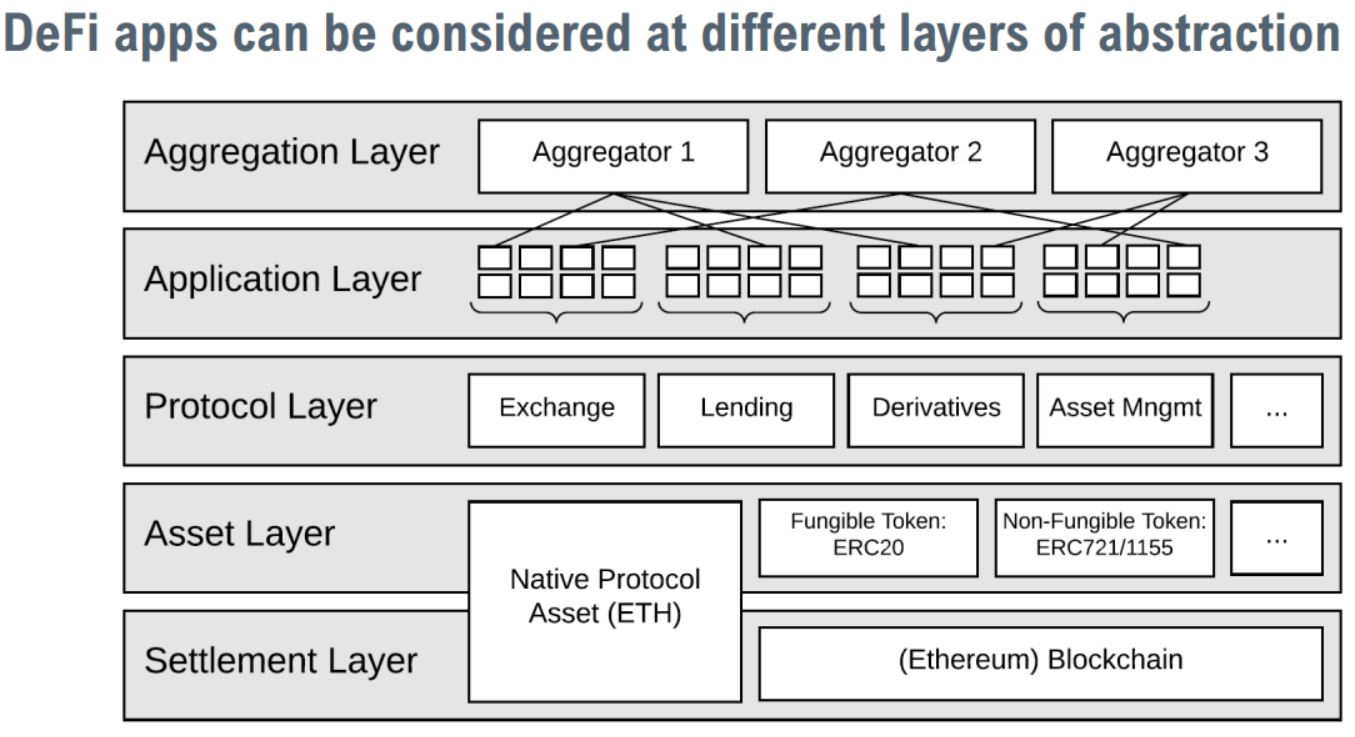 DeFi apps can be considered at different layers of abstraction
Aggregation Layer
Aggregator 1
Aggregator 2
Aggregator 3
Application Layer
Protocol Layer
Exchange
Lending
Derivatives
Asset Mngmt
...
Asset Layer
Native Protocol
Asset (ETH)
Fungible Token:
ERC20
Non-Fungible Token:
ERC721/1155
...
Settlement Layer
(Ethereum) Blockchain